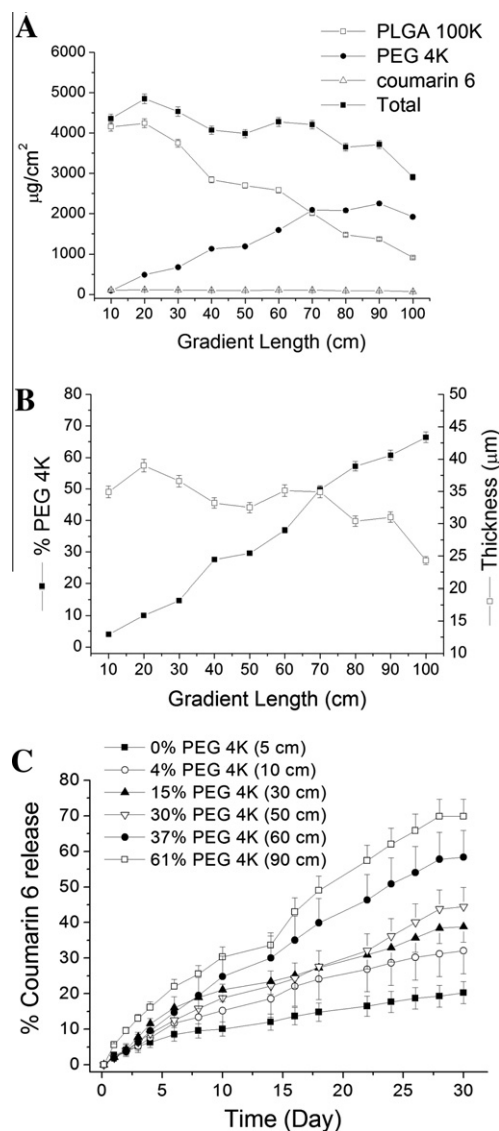 A
PLGA 100K
PEG 4K
coumarin 6
Total
6000
5000
4000
3000
2000
1000
0
µg/cm²
10 20 30 40 50 60 70 80 90 100
Gradient Length (cm)
B
80
70
60
50
40
30
20
10
0
% PEG 4K
50
45
40
35
30
25
20
15
10
Thickness (µm)
10 20 30 40 50 60 70 80 90 100
Gradient Length (cm)
C
0% PEG 4K (5 cm)
4% PEG 4K (10 cm)
15% PEG 4K (30 cm)
30% PEG 4K (50 cm)
37% PEG 4K (60 cm)
61% PEG 4K (90 cm)
80
70
60
50
40
30
20
10
0
% Coumarin 6 release
0 5 10 15 20 25 30
Time (Day)